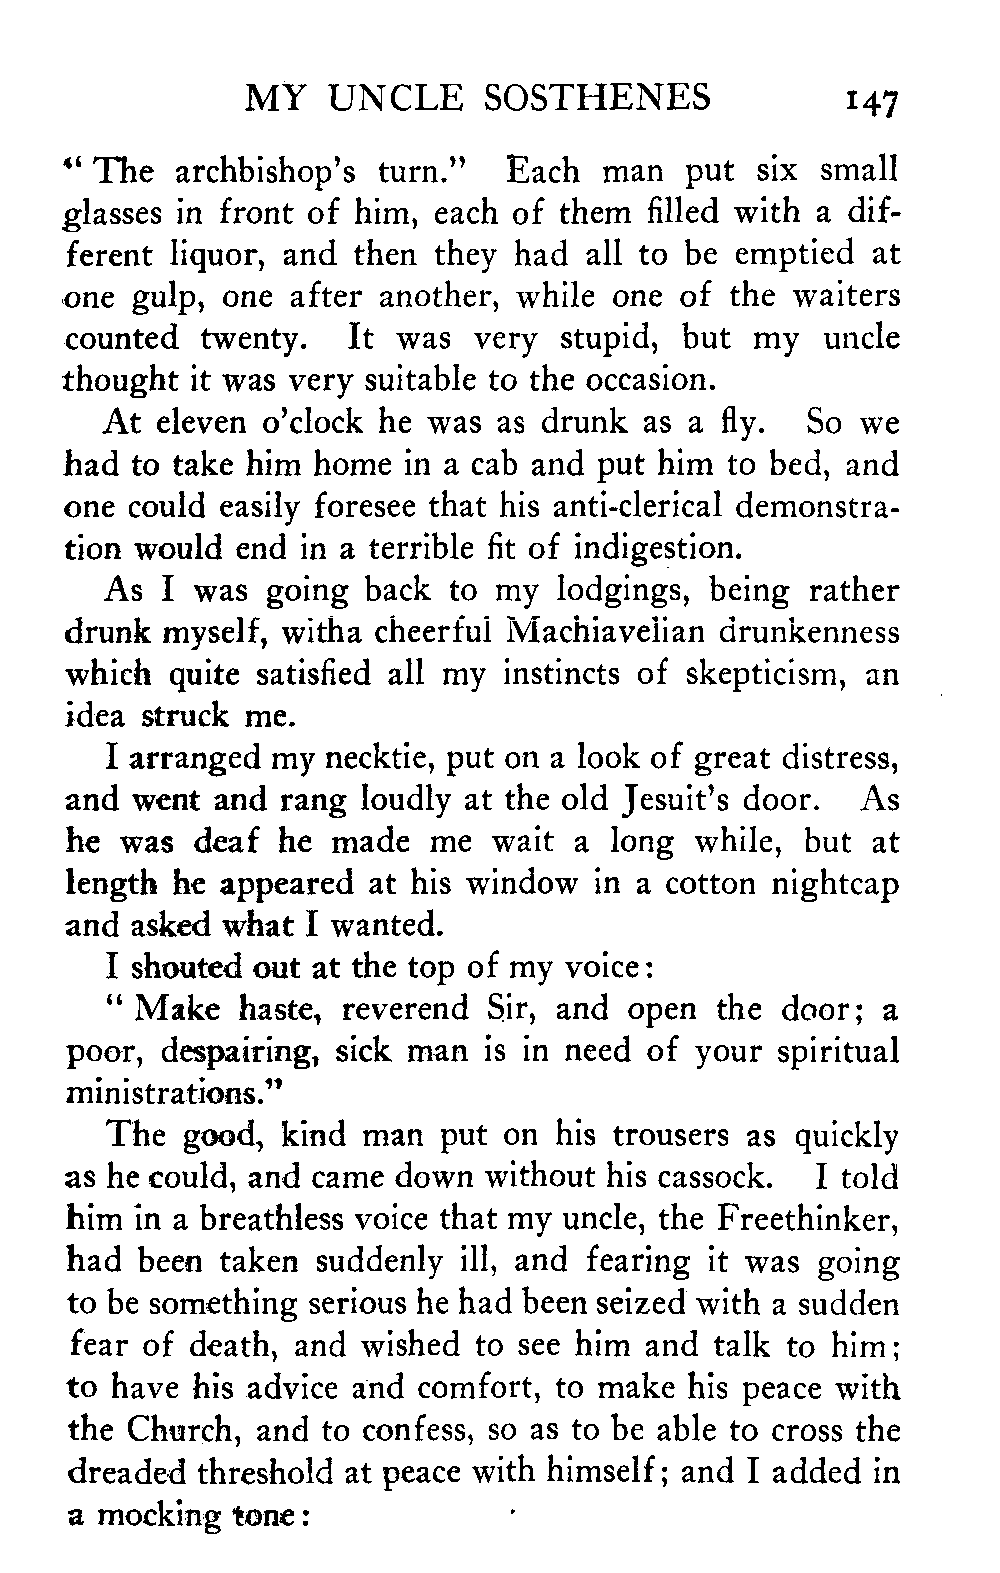 MY UNCLE SOSTHENES 147
“ The archbishop's turn.” Each man put six small
glasses in front of him, each of them filled with a dif-
ferent liquor, and then they had all to be emptied at
one gulp, one after another, while one of the waiters
counted twenty. It was very stupid, but my uncle
thought it was very suitable to the occasion.
At eleven o'clock he was as drunk as a fly. So we
had to take him home in a cab and put him to bed, and
one could easily foresee that his anti-clerical demonstra-
tion would end in a terrible fit of indigestion.
As I was going back to my lodgings, being rather
drunk myself, witha cheerful Machiavelian drunkenness
which quite satisfied all my instincts of skepticism, an
idea struck me.
I arranged my necktie, put on a look of great distress,
and went and rang loudly at the old Jesuit's door. As
he was deaf he made me wait a long while, but at
length he appeared at his window in a cotton nightcap
and asked what I wanted.
I shouted out at the top of my voice:
“ Make haste, reverend Sir, and open the door; a
poor, despairing, sick man is in need of your spiritual
ministrations.”
The good, kind man put on his trousers as quickly
as he could, and came down without his cassock. I told
him in a breathless voice that my uncle, the Freethinker,
had been taken suddenly ill, and fearing it was going
to be something serious he had been seized with a sudden
fear of death, and wished to see him and talk to him;
to have his advice and comfort, to make his peace with
the Church, and to confess, so as to be able to cross the
dreaded threshold at peace with himself; and I added in
a mocking tone: